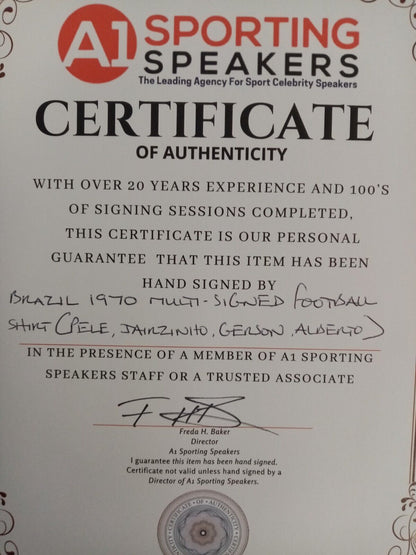 A1 SPORTING
SPEAKERS
The Leading Agency For Sport Celebrity Speakers
CERTIFICATE
OF AUTHENTICITY
WITH OVER 20 YEARS EXPERIENCE AND 100'S
OF SIGNING SESSIONS COMPLETED,
THIS CERTIFICATE IS OUR PERSONAL
GUARANTEE THAT THIS ITEM HAS BEEN
HAND SIGNED BY
BRAZIL 1970 MULTI-SIGNED FOOTBALL
SHIRT (PELE, JAIRZINHO, GERSON, ALBERTO)
IN THE PRESENCE OF A MEMBER OF A1 SPORTING
SPEAKERS STAFF OR A TRUSTED ASSOCIATE
Freda H. Baker
Director
A1 Sporting Speakers
I guarantee this item has been hand signed.
Certificate not valid unless hand signed by a
Director of A1 Sporting Speakers.
CERTIFICATE • OF • AUTHENTICITY